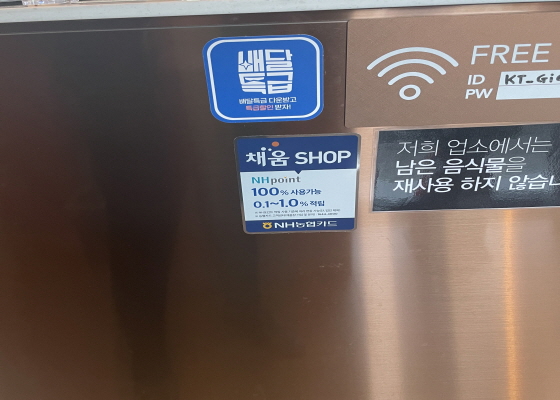 배달
특급
배달특급 다운받고
특급할인 받자!
FREE
ID KT_GiG
PW
채움 SHOP
NHpoint
100% 사용가능
0.1~1.0% 적립
NH농협카드
저희 업소에서는
남은 음식물을
재사용 하지 않습니